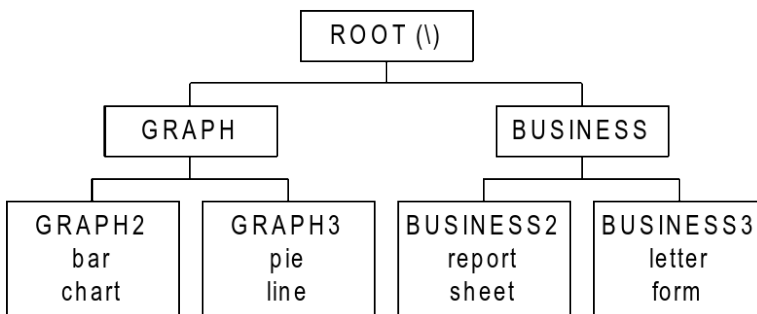 ROOT (\)
GRAPH
BUSINESS
GRAPH2
bar
chart
GRAPH3
pie
line
BUSINESS2
report
sheet
BUSINESS3
letter
form